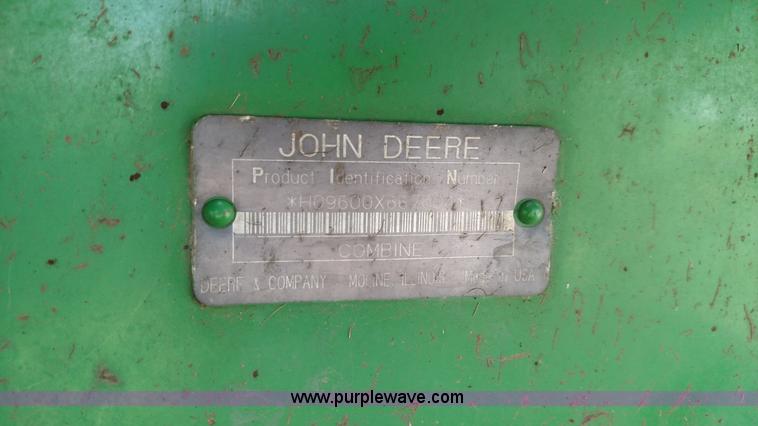 JOHN DEERE
Product Identification Number
COMBINE
DEERE & COMPANY MOLINE, ILLINOIS MADE IN USA
www.purplewave.com